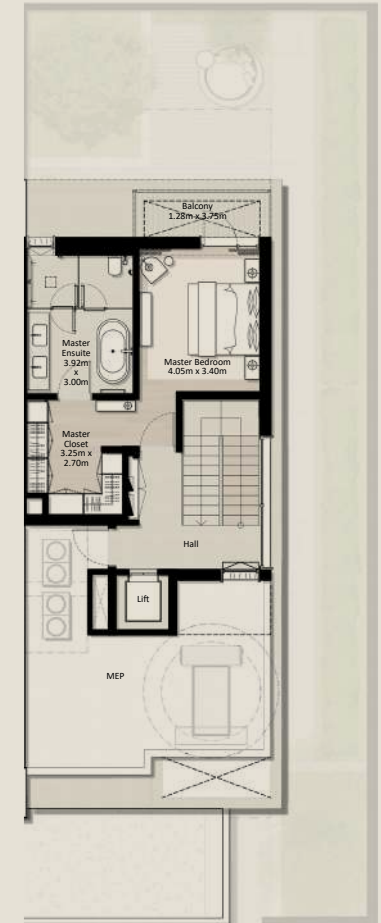 Balcony
1.28m x 3.75m
Master
Ensuite
3.92m
x
3.00m
Master Bedroom
4.05m x 3.40m
Master
Closet
3.25m x
2.70m
Hall
Lift
MEP